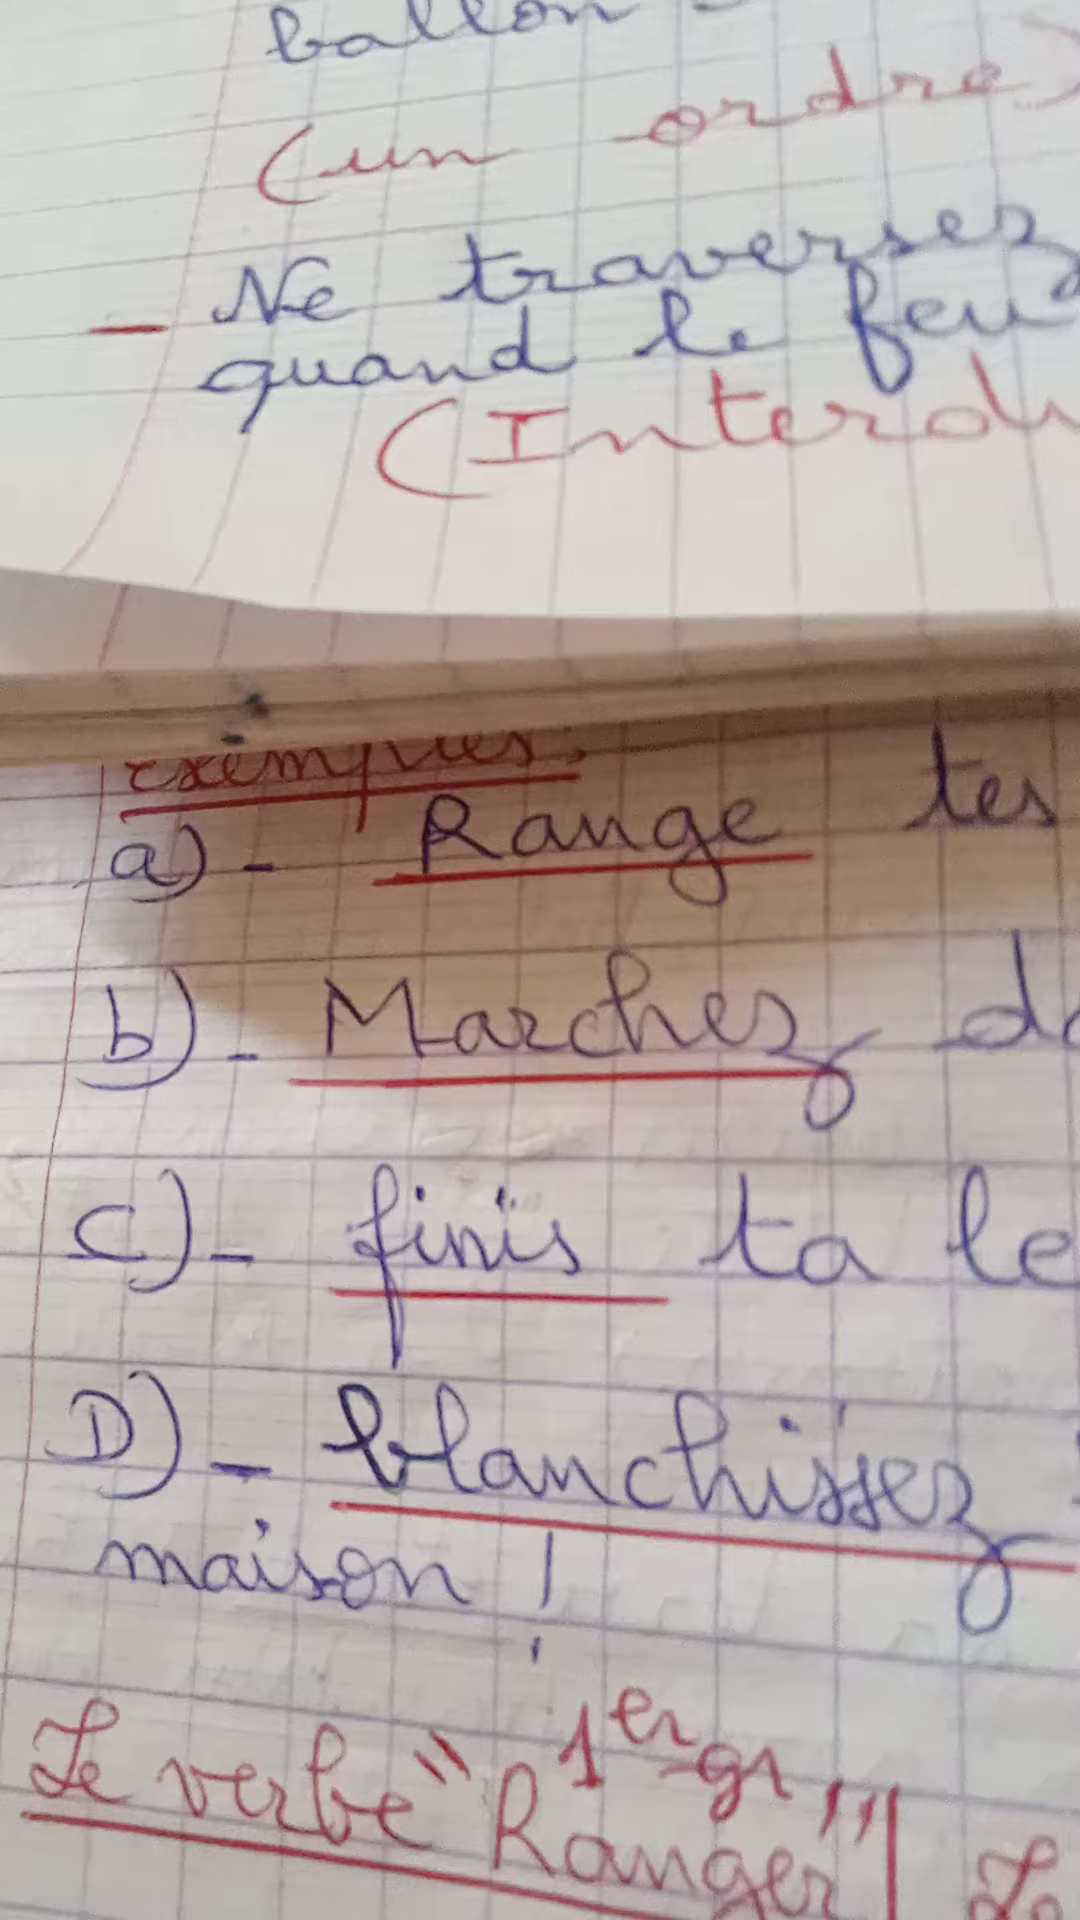 ballon
(un ordre)
- Ne traversez
quand le feu
(Interdi
exemples.
a)- Range tes
b)- Marchez
c)- finis ta le
D)- blanchissez
maison !
1er gr
Le verbe "Ranger"